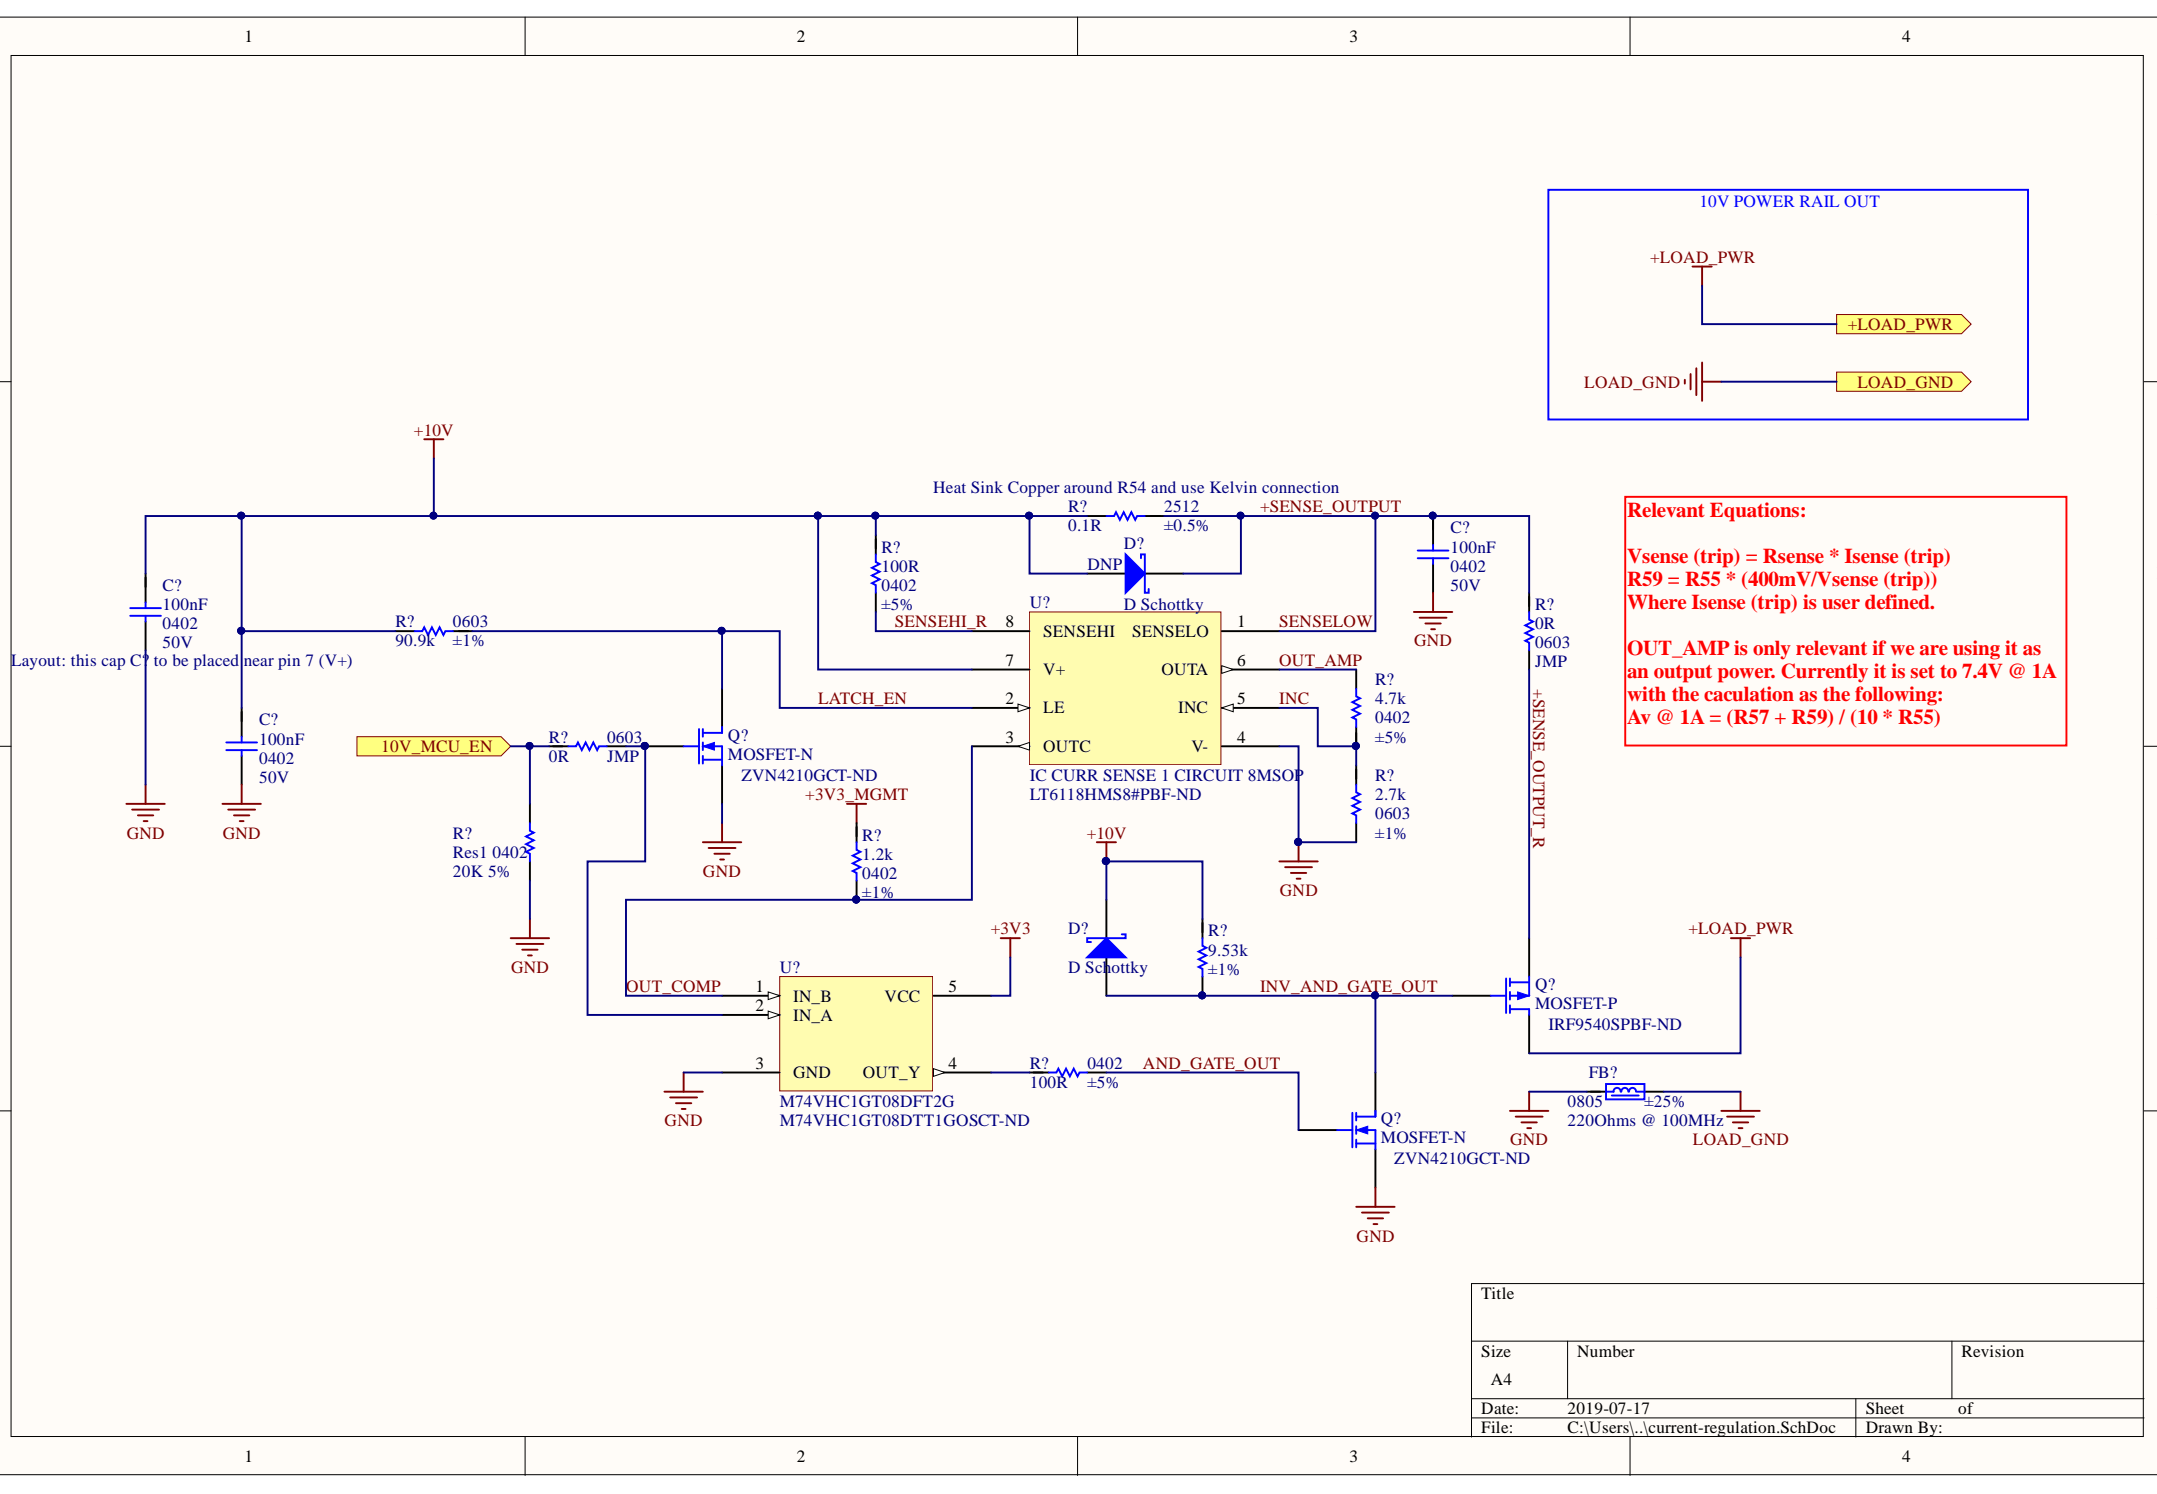 1
2
3
4
10V POWER RAIL OUT
+LOAD_PWR
+LOAD_PWR
LOAD_GND
LOAD_GND
+10V
Heat Sink Copper around R54 and use Kelvin connection
R?
2512
0.1R
±0.5%
+SENSE_OUTPUT
D?
DNP
D Schottky
C?
100nF
0402
50V
GND
R?
100R
0402
±5%
SENSEHI_R
U?
8
SENSEHI
SENSELO
1
SENSELOW
7
V+
OUTA
6
OUT_AMP
LATCH_EN
2
LE
INC
5
INC
3
OUTC
V-
4
IC CURR SENSE 1 CIRCUIT 8MSOP
LT6118HMS8#PBF-ND
R?
4.7k
0402
±5%
R?
2.7k
0603
±1%
GND
R?
0R
0603
JMP
+SENSE_OUTPUT_R
Relevant Equations:
Vsense (trip) = Rsense * Isense (trip)
R59 = R55 * (400mV/Vsense (trip))
Where Isense (trip) is user defined.
OUT_AMP is only relevant if we are using it as
an output power. Currently it is set to 7.4V @ 1A
with the caculation as the following:
Av @ 1A = (R57 + R59) / (10 * R55)
C?
100nF
0402
50V
Layout: this cap C? to be placed near pin 7 (V+)
GND
C?
100nF
0402
50V
GND
R?
0603
90.9k
±1%
10V_MCU_EN
R?
0603
0R
JMP
Q?
MOSFET-N
ZVN4210GCT-ND
GND
R?
Res1 0402
20K 5%
GND
+3V3_MGMT
R?
1.2k
0402
±1%
OUT_COMP
U?
1
IN_B
VCC
5
+3V3
2
IN_A
3
GND
OUT_Y
4
GND
M74VHC1GT08DFT2G
M74VHC1GT08DTT1GOSCT-ND
R?
0402
100R
±5%
AND_GATE_OUT
+10V
D?
D Schottky
R?
9.53k
±1%
INV_AND_GATE_OUT
Q?
MOSFET-N
ZVN4210GCT-ND
GND
Q?
MOSFET-P
IRF9540SPBF-ND
+LOAD_PWR
FB?
0805
±25%
220Ohms @ 100MHz
GND
LOAD_GND
Title
Size
Number
Revision
A4
Date:
2019-07-17
Sheet of
File:
C:\Users\..\current-regulation.SchDoc
Drawn By:
1
2
3
4